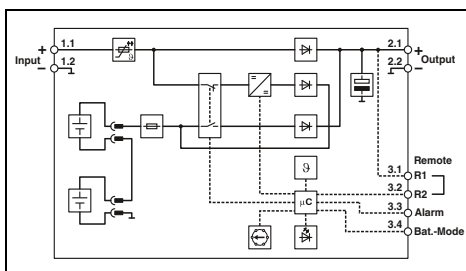 + 1.1
Input
− 1.2
++
ϑ
=
=
2.1 +
Output
2.2 −
ϑ
µC
Remote
3.1 R1
3.2 R2
3.3 Alarm
3.4 Bat.-Mode